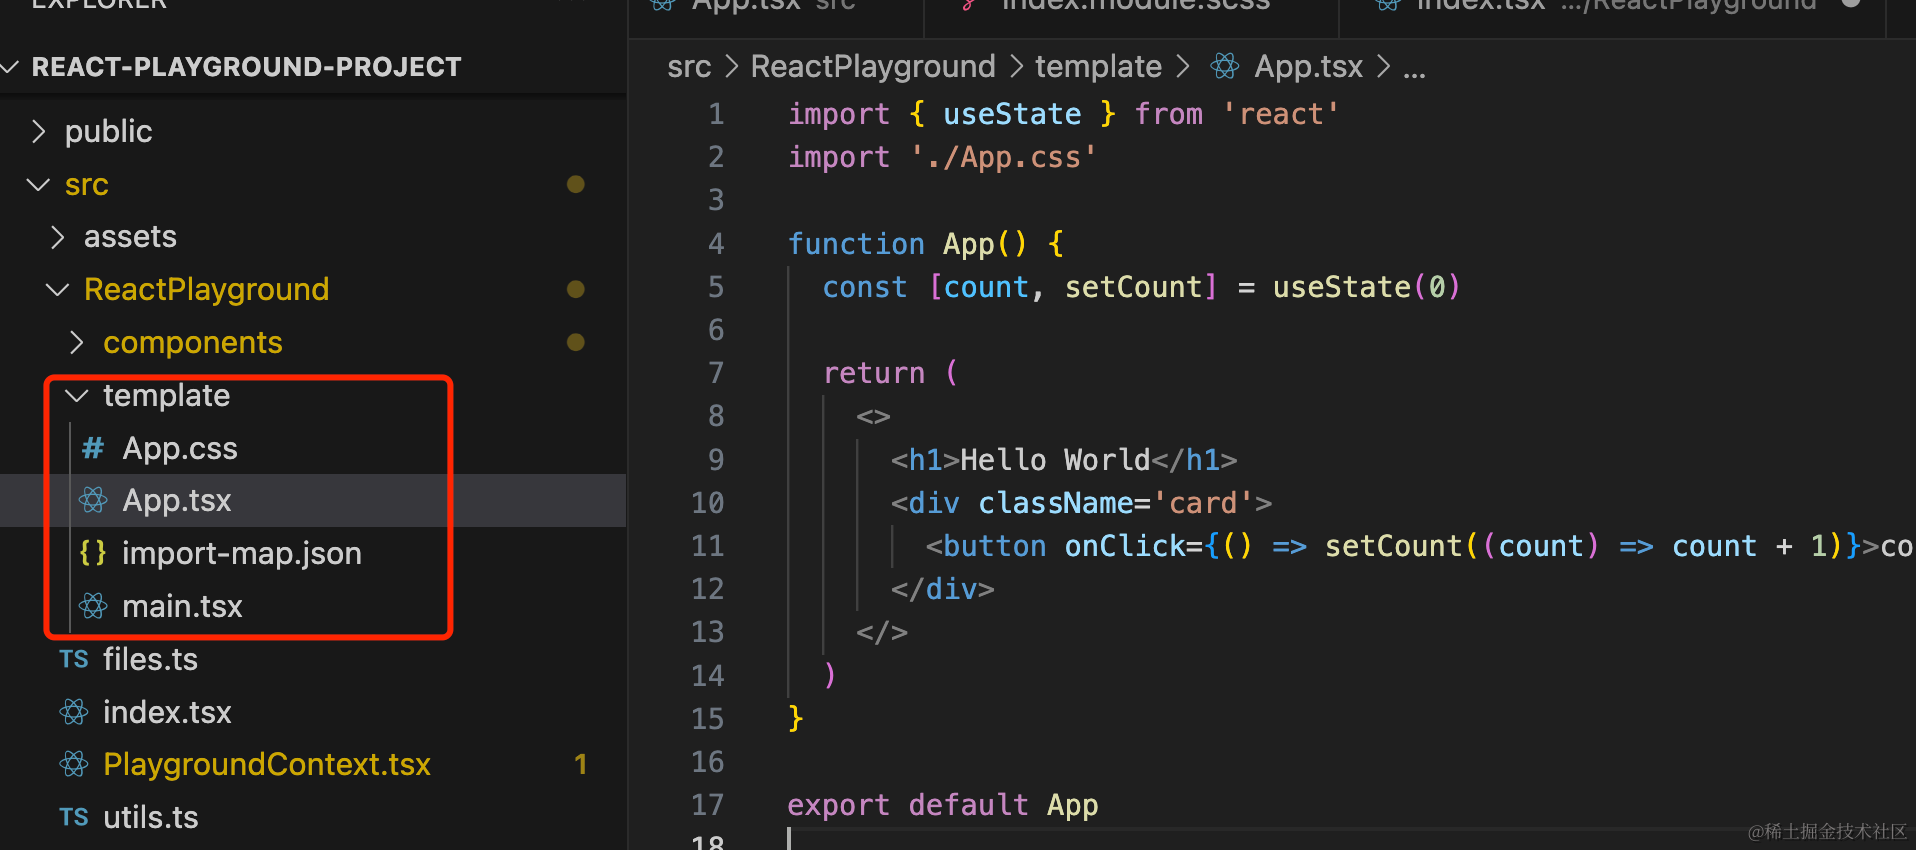 EXPLORER
REACT-PLAYGROUND-PROJECT
public
src
assets
ReactPlayground
components
template
# App.css
App.tsx
{} import-map.json
main.tsx
TS files.ts
index.tsx
PlaygroundContext.tsx 1
TS utils.ts
App.tsx src index.module.scss index.tsx .../ReactPlayground
src > ReactPlayground > template > App.tsx > ...
1 import { useState } from 'react'
2 import './App.css'
3
4 function App() {
5 const [count, setCount] = useState(0)
6
7 return (
8 <>
9 <h1>Hello World</h1>
10 <div className='card'>
11 <button onClick={() => setCount((count) => count + 1)}>co
12 </div>
13 </>
14 )
15 }
16
17 export default App
18
@稀土掘金技术社区